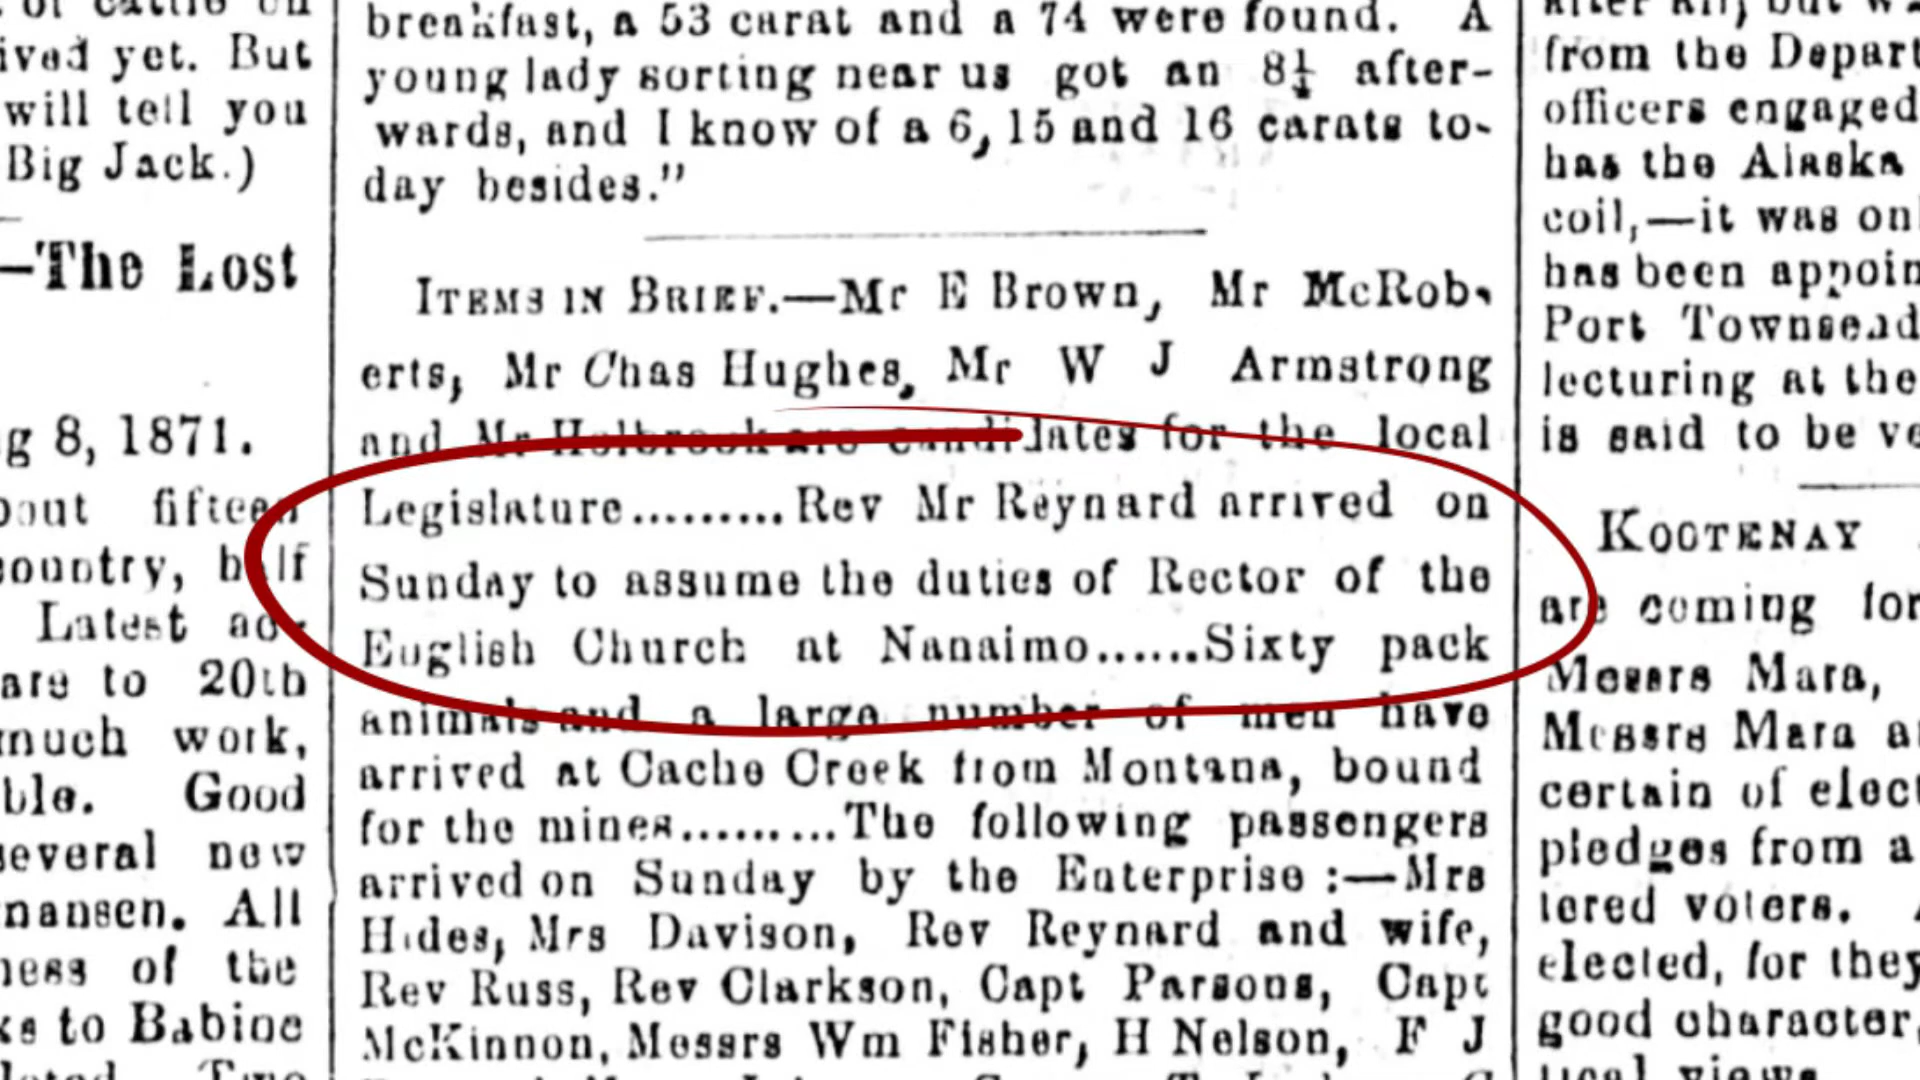 ived yet. But
will tell you
Big Jack.)
—The Lost
g 8, 1871.
out fifteen
country, half
Latest ad-
are to 20th
much work,
ble. Good
several new
mansen. All
ness of the
ks to Babine
breakfast, a 53 carat and a 74 were found. A
young lady sorting near us got an 8¼ after-
wards, and I know of a 6, 15 and 16 carats to-
day besides."
ITEMS IN BRIEF.—Mr E Brown, Mr McRob-
erts, Mr Chas Hughes, Mr W J Armstrong
and Mr Holbrook are candidates for the local
Legislature.........Rev Mr Reynard arrived on
Sunday to assume the duties of Rector of the
English Church at Nanaimo......Sixty pack
animals and a large number of men have
arrived at Cache Creek from Montana, bound
for the mines.........The following passengers
arrived on Sunday by the Enterprise :—Mrs
Hides, Mrs Davison, Rev Reynard and wife,
Rev Russ, Rev Clarkson, Capt Parsons, Capt
McKinnon, Messrs Wm Fisher, H Nelson, F J
from the Depart
officers engaged
has the Alaska
coil,—it was onl
has been appoin
Port Townsend
lecturing at the
is said to be ve
KOOTENAY
are coming for
Messrs Mara,
Messrs Mara a
certain of elect
pledges from a
tered voters.
elected, for they
good character,
tical views